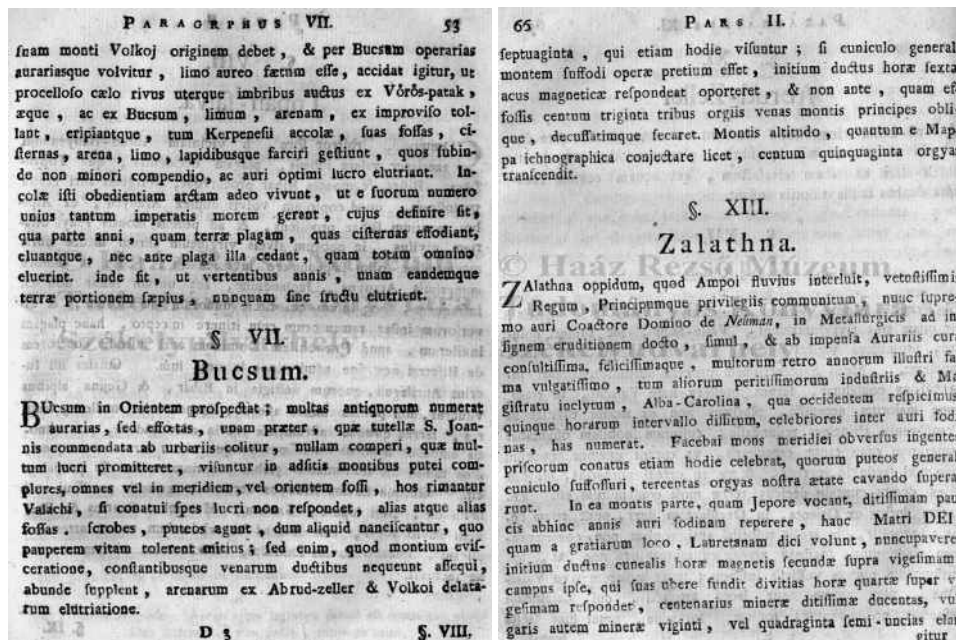 PARAGRPHUS VII. 53
ſuam monti Volkoj originem debet, & per Bucsum operarias
aurariasque volvitur, limo aureo fætum eſſe, accidat igitur, ut
procelloſo cælo rivus uterque imbribus auctus ex Vőrős-patak,
æque, ac ex Bucsum, limum, arenam, ex improviſo tol-
lant, eripiantque, tum Kerpeneſii accolæ, ſuas foſſas, ci-
ſternas, arena, limo, lapidibusque farciri geſtiunt, quos ſubin-
de non minori compendio, ac auri optimi lucro elutriant. In-
colæ iſti obedientiam arctam adeo vivunt, ut e ſuorum numero
unius tantum imperatis morem gerant, cujus definire ſit,
qua parte anni, quam terræ plagam, quas ciſternas effodiant,
eluantque, nec ante plaga illa cedant, quam totam omnino
eluerint. inde fit, ut vertentibus annis, unam eandemque
terræ portionem ſæpius, nunquam ſine fructu elutrient.
§ VII.
Bucsum.
BUcsum in Orientem proſpectat; multas antiquorum numerat
aurarias, ſed effœtas, unam præter, quæ tutellæ S. Joan-
nis commendata ab urbariis colitur, nullam comperi, quæ mul-
tum lucri promitteret, viſuntur in adſitis montibus putei com-
plures, omnes vel in meridiem, vel orientem foſſi, hos rimantur
Valachi, ſi conatui ſpes lucri non reſpondet, alias atque alias
foſſas, ſcrobes, puteos agunt, dum aliquid nanciſcantur, quo
pauperem vitam tolerent mitius; ſed enim, quod montium eviſ-
ceratione, conſtantibusque venarum ductibus nequeunt aſſequi,
abunde ſupplent, arenarum ex Abrud-zeller & Volkoi delata-
rum elutriatione.
D 3 §. VIII.
66 PARS II.
ſeptuaginta, qui etiam hodie viſuntur; ſi cuniculo general
montem ſuffodi operæ pretium eſſet, initium ductus horæ ſexta
acus magneticæ reſpondeat oporteret, & non ante, quam eſ
foſſis centum triginta tribus orgiis venas montis principes obli-
que, decuſſatimque ſecaret. Montis altitudo, quantum e Map-
pa ichnographica conjectare licet, centum quinquaginta orgyas
tranſcendit.
§. XIII.
Zalathna.
© Haáz Rezső Múzeum
ZAlathna oppidum, quod Ampoi fluvius interluit, vetuſtiſſimis
Regum, Principumque privilegiis communitum, nunc ſupre-
mo auri Coactore Domino de Neüman, in Metallurgicis ad in
ſignem eruditionem docto, ſimul, & ab impenſa Aurariis cura
conſultiſſima, feliciſſimaque, multorum retro annorum illuſtri fa
ma vulgatiſſimo, tum aliorum peritiſſimorum induſtriis & Ma
giſtratu inclytum, Alba-Carolina, qua occidentem reſpicimus
quinque horarum intervallo diſſitum, celebriores inter auri fodi
nas, has numerat. Facebai mons meridiei obverſus ingentes
priſcorum conatus etiam hodie celebrat, quorum puteos general
cuniculo ſuffoſſuri, tercentas orgyas noſtra ætate cavando ſupera
runt. In ea montis parte, quam Jepore vocant, ditiſſimam pau
cis abhinc annis auri fodinam reperere, hanc Matri DEI
quam a gratiarum loco, Lauretanam dici volunt, nuncupavere
initium ductus cunealis horæ magnetis ſecundæ ſupra vigeſimam
campus ipſe, qui ſuas ubere fundit divitias horæ quartæ ſuper v
geſimam reſpondet, centenarius mineræ ditiſſimæ ducentas, vul
garis autem mineræ viginti, vel quadraginta ſemi-uncias elar
gitur